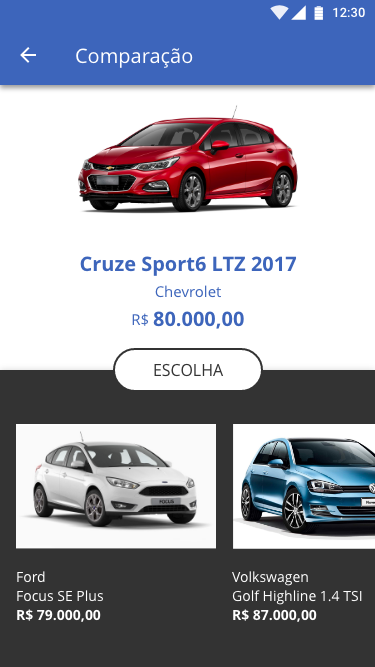 12:30
Comparação
Cruze Sport6 LTZ 2017
Chevrolet
R$ 80.000,00
ESCOLHA
FOCUS
Ford
Focus SE Plus
R$ 79.000,00
Volkswagen
Golf Highline 1.4 TSI
R$ 87.000,00